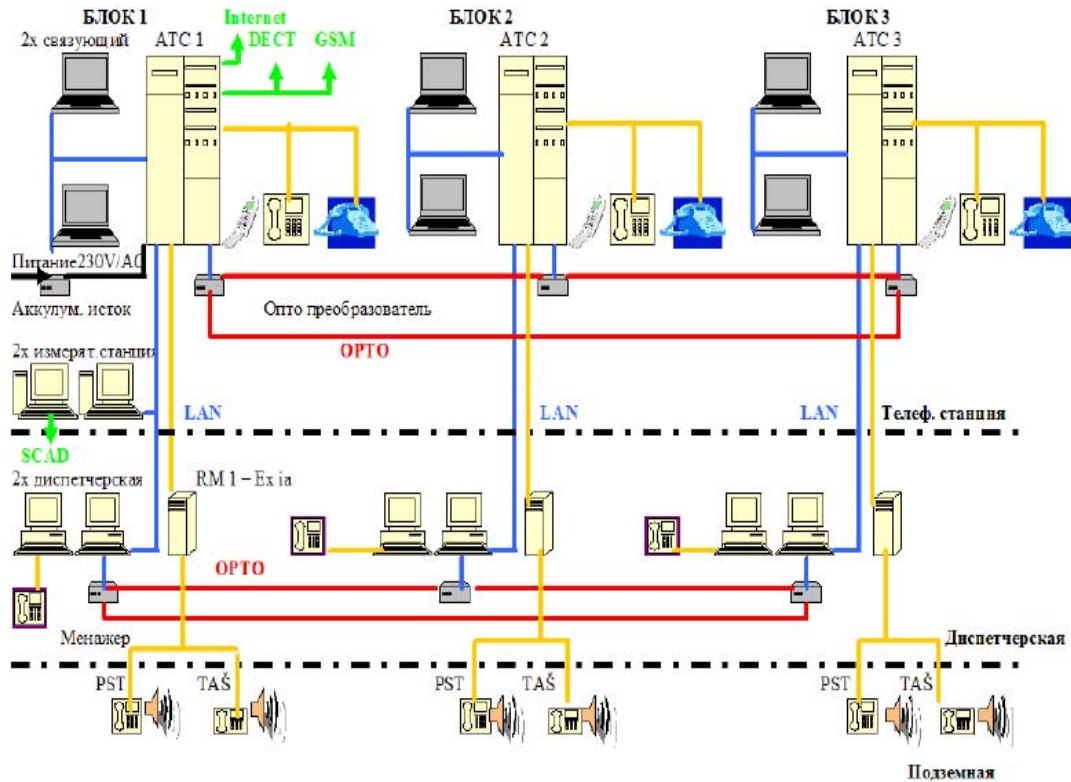 БЛОК 1
Internet
БЛОК 2
БЛОК 3
2х связующий
АТС 1
DECT
GSM
АТС 2
АТС 3
Питание230V/AC
Аккулум. исток
Опто преобразователь
OPTO
2х измерят.станция
LAN
LAN
LAN
Телеф. станция
SCAD
2х диспетчерская
RM 1 – Ex ia
OPTO
Менажер
Диспетчерская
PST
TAŠ
PST
TAŠ
PST
TAŠ
Подземная